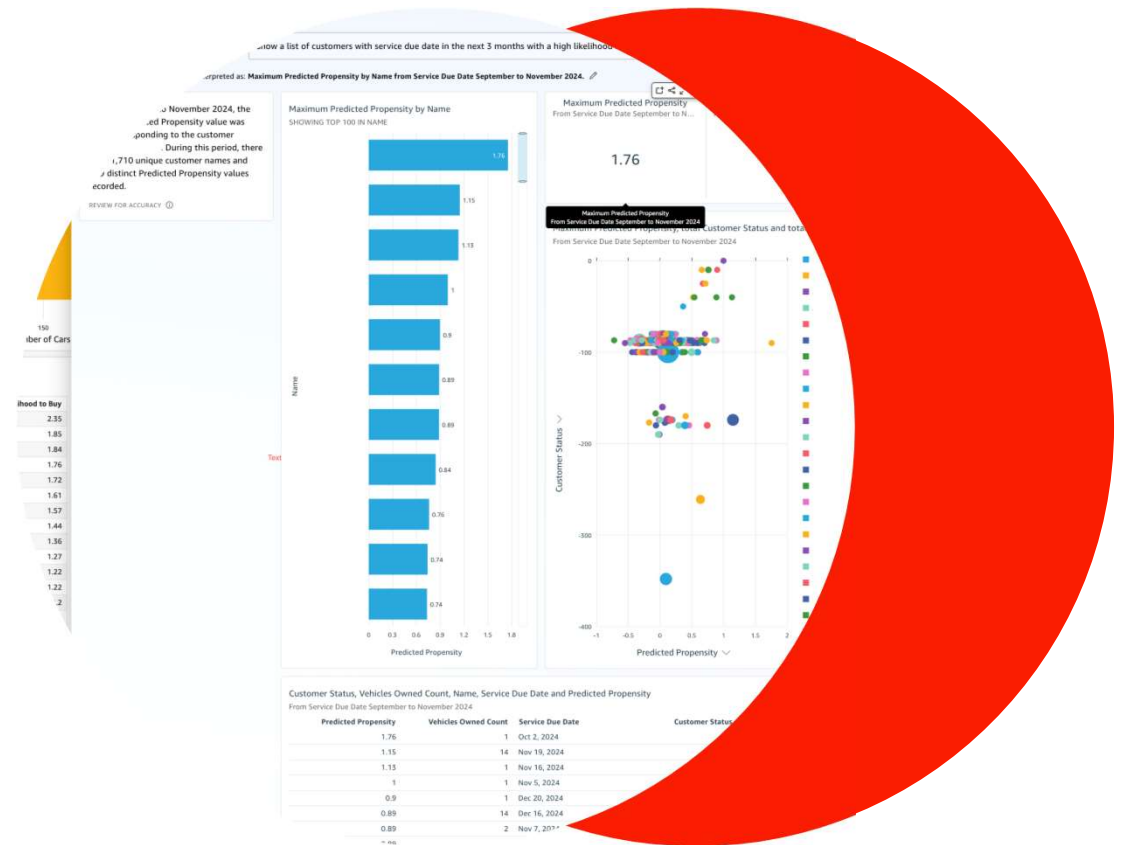 now a list of customers with service due date in the next 3 months with a high likelihood
erpreted as: Maximum Predicted Propensity by Name from Service Due Date September to November 2024.
November 2024, the
ed Propensity value was
ponding to the customer
. During this period, there
,710 unique customer names and
distinct Predicted Propensity values
ecorded.
REVIEW FOR ACCURACY
150
ber of Cars
ihood to Buy
2.35
1.85
1.84
1.76
1.72
1.61
1.57
1.44
1.36
1.27
1.22
1.22
.2
Text
Maximum Predicted Propensity by Name
SHOWING TOP 100 IN NAME
Name
1.76
1.15
1.13
1
0.9
0.89
0.89
0.84
0.76
0.74
0.74
0 0.3 0.6 0.9 1.2 1.5 1.8
Predicted Propensity
Maximum Predicted Propensity
From Service Due Date September to N...
1.76
Maximum Predicted Propensity
From Service Due Date September to November 2024
Maximum Predicted Propensity, total Customer Status and tota
From Service Due Date September to November 2024
0
-100
-200
-300
-400
Customer Status
-1 -0.5 0 0.5 1 1.5 2
Predicted Propensity
Customer Status, Vehicles Owned Count, Name, Service Due Date and Predicted Propensity
From Service Due Date September to November 2024
Predicted Propensity Vehicles Owned Count Service Due Date Customer Status
1.76 1 Oct 2, 2024
1.15 14 Nov 19, 2024
1.13 1 Nov 16, 2024
1 1 Nov 5, 2024
0.9 1 Dec 20, 2024
0.89 14 Dec 16, 2024
0.89 2 Nov 7, 2024